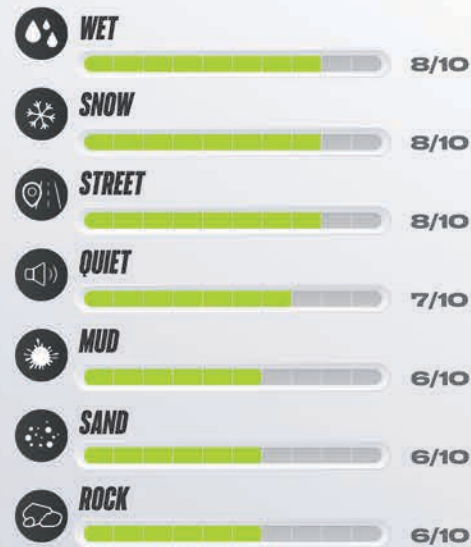 WET
8/10
SNOW
8/10
STREET
8/10
QUIET
7/10
MUD
6/10
SAND
6/10
ROCK
6/10